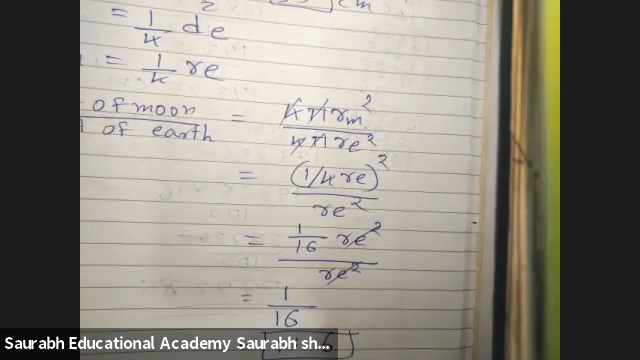 cm
= 1/4 de
= 1/4 re
of moon / of earth = 4πrm² / 4πre²
= (1/4 re)² / re²
= 1/16 re² / re²
= 1/16
Saurabh Educational Academy Saurabh sh...